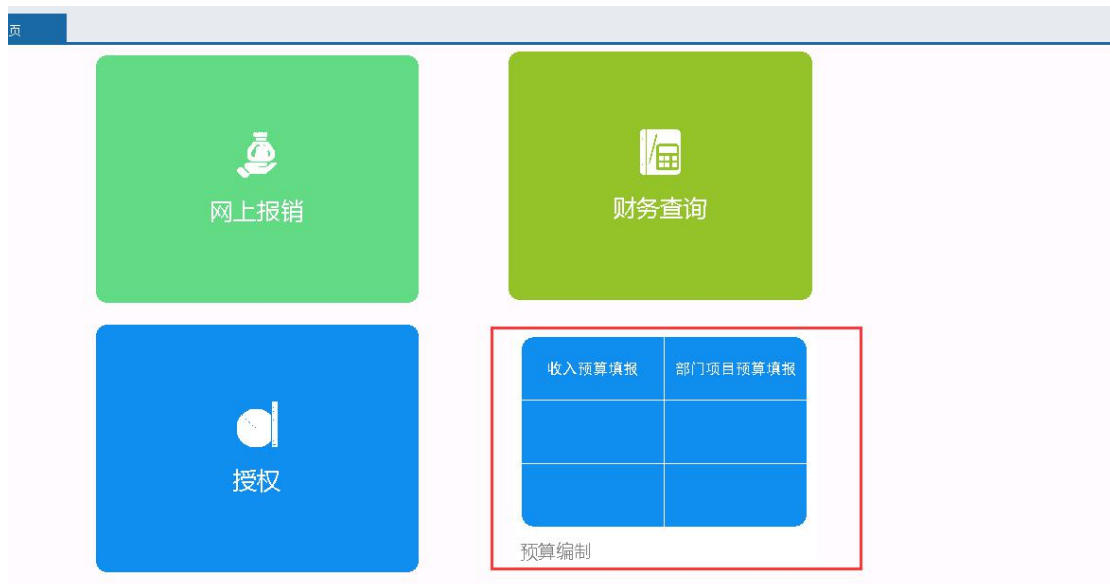 页
网上报销
财务查询
授权
收入预算填报
部门项目预算填报
预算编制